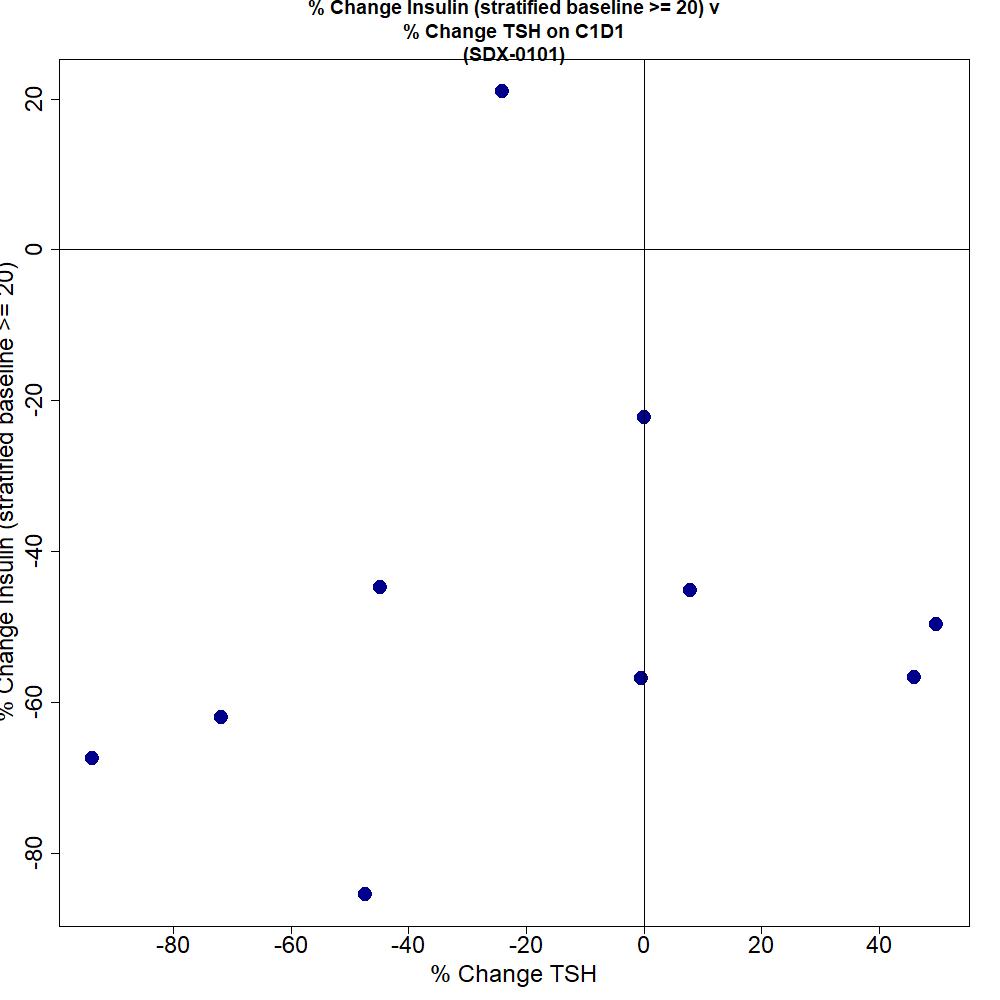 % Change Insulin (stratified baseline >= 20) v
% Change TSH on C1D1
(SDX-0101)
% Change Insulin (stratified baseline >= 20)
20
0
-20
-40
-60
-80
-80
-60
-40
-20
0
20
40
% Change TSH